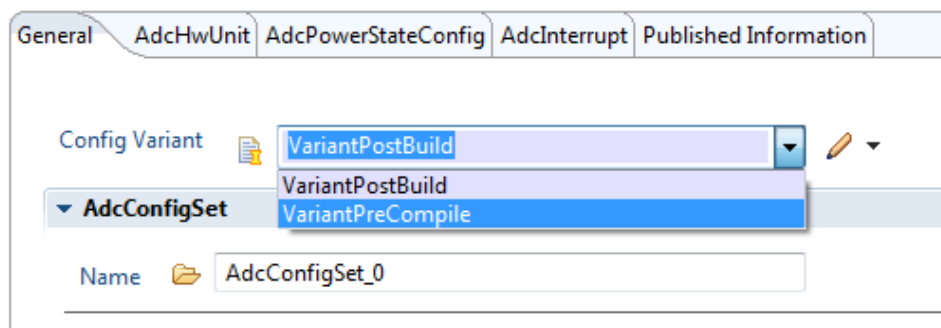 General AdcHwUnit AdcPowerStateConfig AdcInterrupt Published Information
Config Variant VariantPostBuild
VariantPostBuild
AdcConfigSet VariantPreCompile
Name AdcConfigSet_0